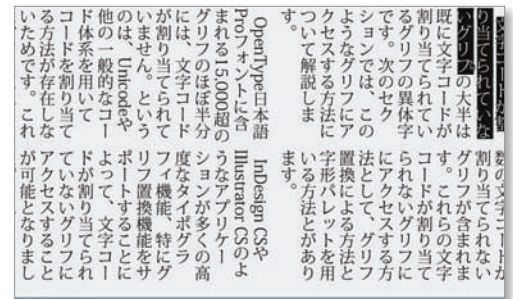 り当てられていな
いグリフの大半は
既に文字コードが
割り当てられてい
るグリフの異体字
です。次のセク
ションでは、この
ようなグリフにア
クセスする方法に
ついて解説しま
す。
OpenType日本語
Proフォントに含
まれる15,000超の
グリフのほぼ半分
には、文字コード
が割り当てられて
いません。という
のは、Unicodeや
他の一般的なコー
ド体系を用いて
コードを割り当て
る方法が存在しな
いためです。これ
数の文字コードが
割り当てられない
グリフが含まれま
す。これらの文字
コードが割り当て
られないグリフ
にアクセスする方
法として、グリフ
置換による方法と
字形パレットを用
いる方法とがあり
ます。
InDesign CSや
Illustrator CSのよ
うなアプリケー
ションが多くの高
度なタイポグラ
フィ機能、特にグ
リフ置換機能をサ
ポートすることに
よって、文字コー
ドが割り当てられ
ていないグリフに
アクセスすること
が可能となりまし